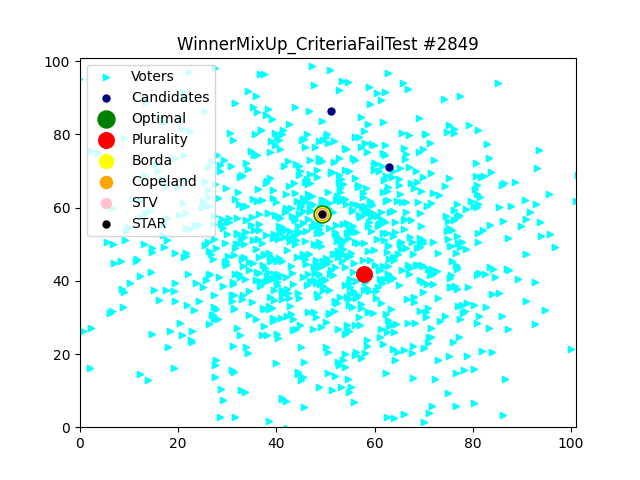 WinnerMixUp_CriteriaFailTest #2849
100
80
60
40
20
0
0
20
40
60
80
100
Voters
Candidates
Optimal
Plurality
Borda
Copeland
STV
STAR